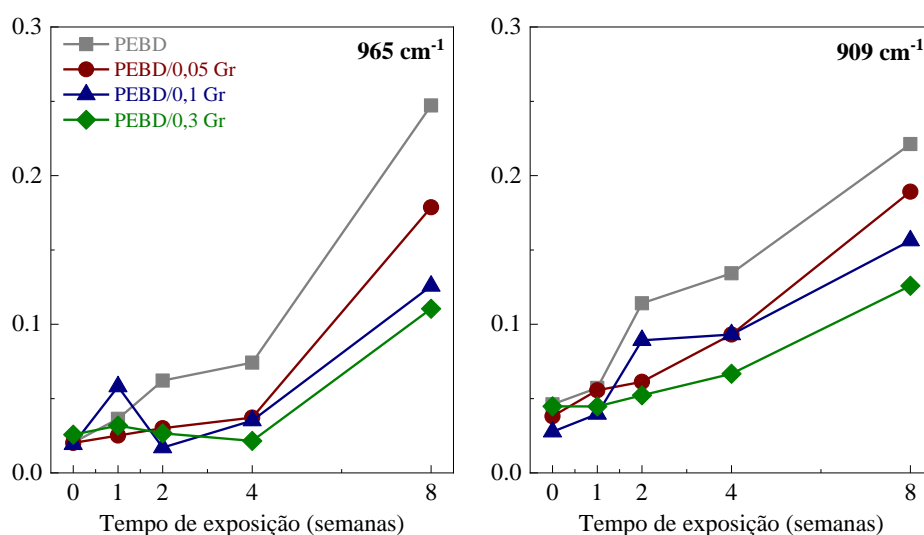 0.3
0.2
0.1
0.0
PEBD
PEBD/0,05 Gr
PEBD/0,1 Gr
PEBD/0,3 Gr
965 cm⁻¹
0 1 2 4 8
Tempo de exposição (semanas)
0.3
0.2
0.1
0.0
909 cm⁻¹
0 1 2 4 8
Tempo de exposição (semanas)